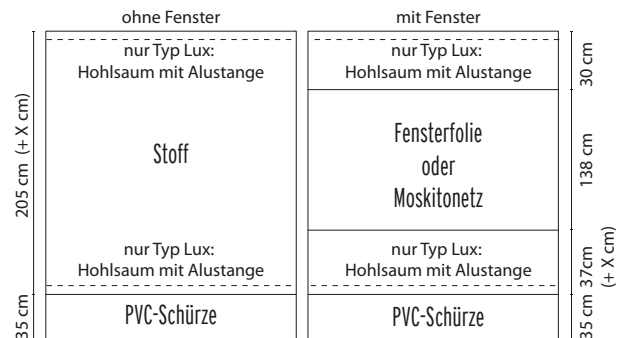 ohne Fenster
nur Typ Lux:
Hohlsaum mit Alustange
Stoff
nur Typ Lux:
Hohlsaum mit Alustange
PVC-Schürze
205 cm (+ X cm)
35 cm
mit Fenster
nur Typ Lux:
Hohlsaum mit Alustange
Fensterfolie
oder
Moskitonetz
nur Typ Lux:
Hohlsaum mit Alustange
PVC-Schürze
30 cm
138 cm
37cm
(+ X cm)
35 cm